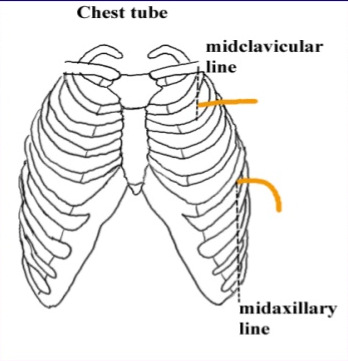 Chest tube
midclavicular
line
midaxillary
line